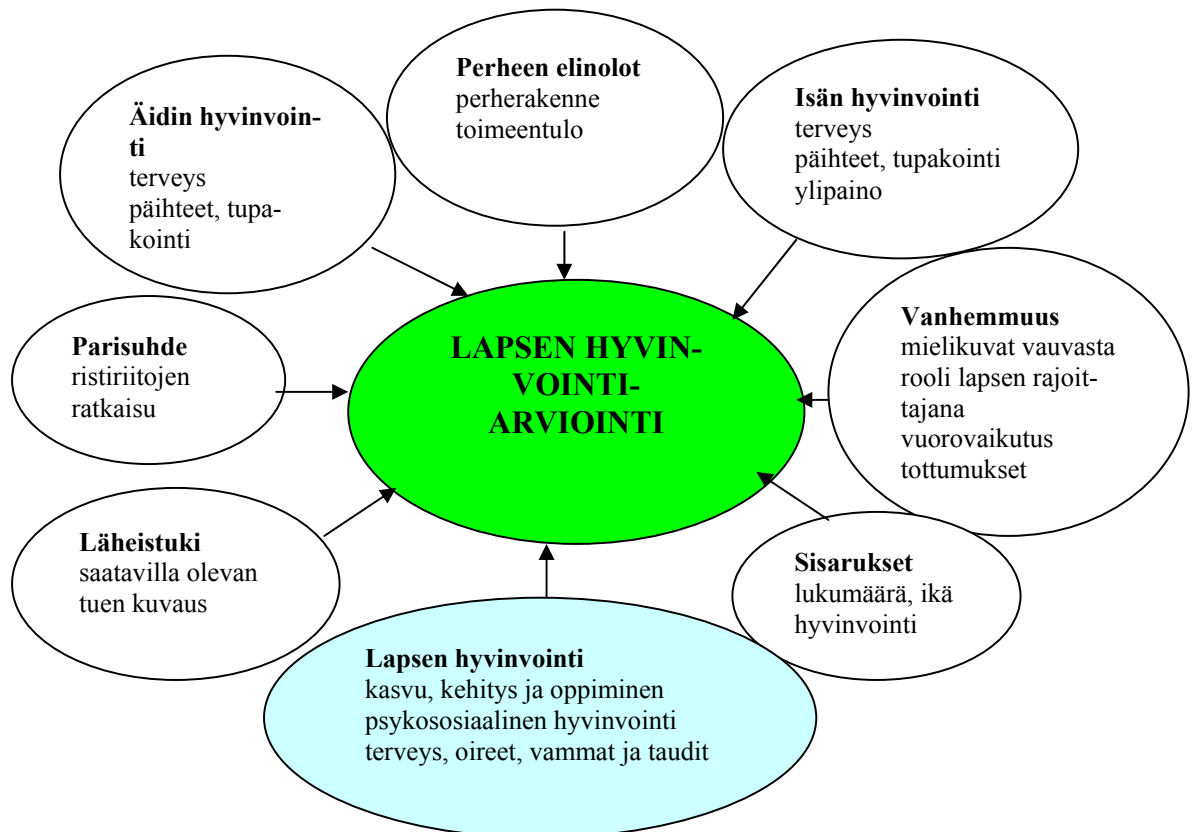 Perheen elinolot
perherakenne
toimeentulo
Äidin hyvinvoin-
ti
terveys
päihteet, tupa-
kointi
Isän hyvinvointi
terveys
päihteet, tupakointi
ylipaino
Parisuhde
ristiriitojen
ratkaisu
LAPSEN HYVIN-
VOINTI-
ARVIOINTI
Vanhemmuus
mielikuvat vauvasta
rooli lapsen rajoit-
tajana
vuorovaikutus
tottumukset
Läheistuki
saatavilla olevan
tuen kuvaus
Sisarukset
lukumäärä, ikä
hyvinvointi
Lapsen hyvinvointi
kasvu, kehitys ja oppiminen
psykososiaalinen hyvinvointi
terveys, oireet, vammat ja taudit